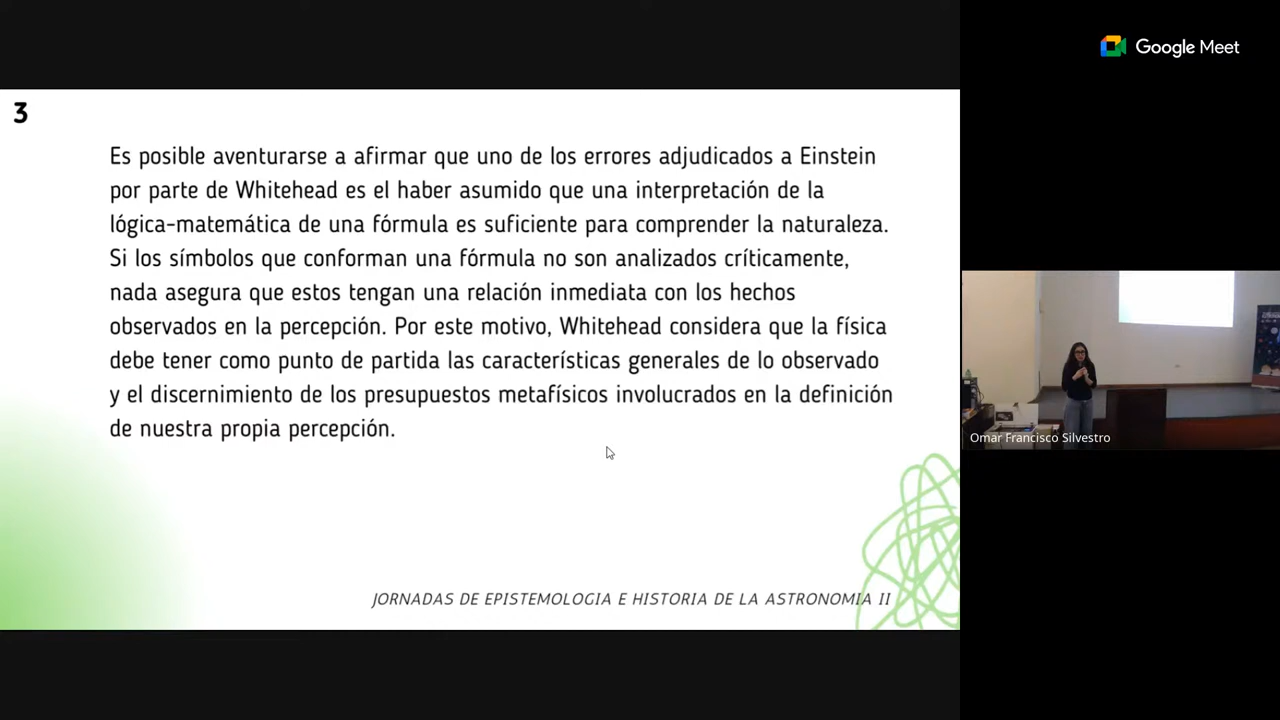 Google Meet
3
Es posible aventurarse a afirmar que uno de los errores adjudicados a Einstein
por parte de Whitehead es el haber asumido que una interpretación de la
lógica-matemática de una fórmula es suficiente para comprender la naturaleza.
Si los símbolos que conforman una fórmula no son analizados críticamente,
nada asegura que estos tengan una relación inmediata con los hechos
observados en la percepción. Por este motivo, Whitehead considera que la física
debe tener como punto de partida las características generales de lo observado
y el discernimiento de los presupuestos metafísicos involucrados en la definición
de nuestra propia percepción.
Omar Francisco Silvestro
JORNADAS DE EPISTEMOLOGIA E HISTORIA DE LA ASTRONOMIA II